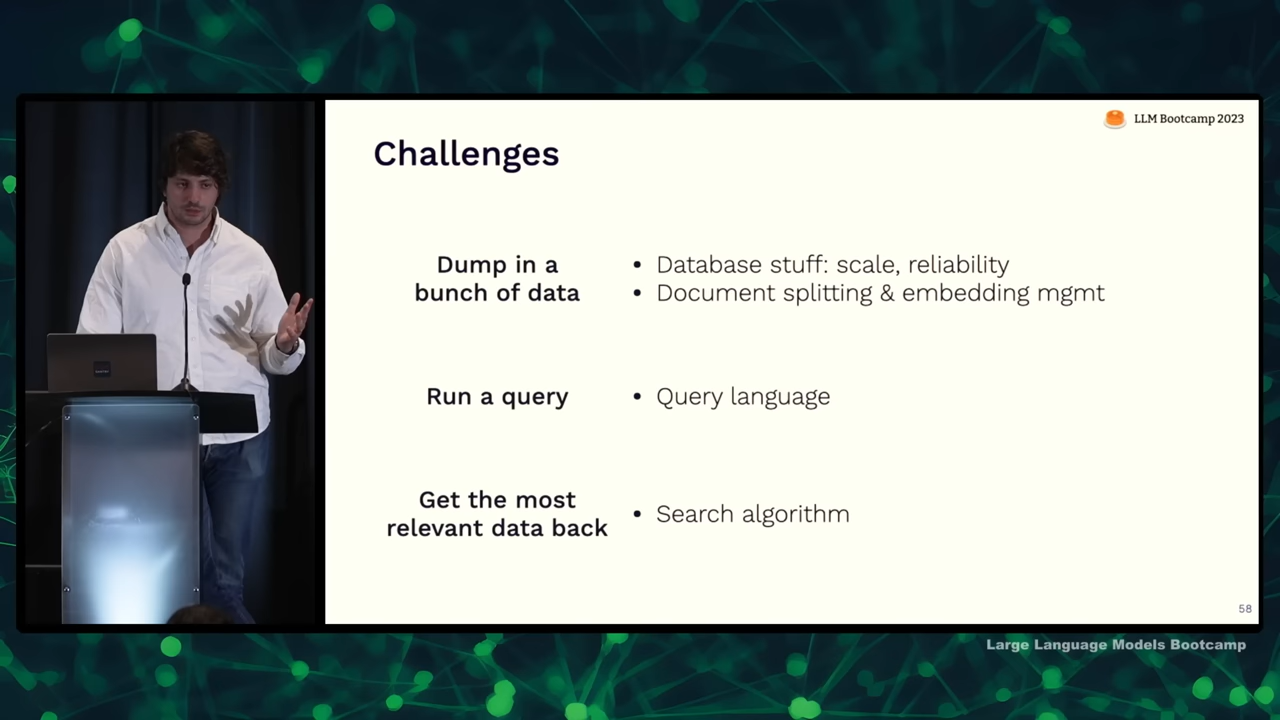 LLM Bootcamp 2023
Challenges
Dump in a
bunch of data
• Database stuff: scale, reliability
• Document splitting & embedding mgmt
Run a query
• Query language
Get the most
relevant data back
• Search algorithm
58
Large Language Models Bootcamp